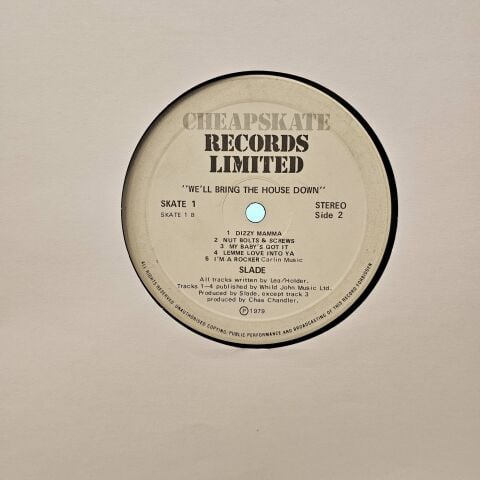 CHEAPSKATE
RECORDS
LIMITED
"WE'LL BRING THE HOUSE DOWN"
SKATE 1 STEREO
SKATE 1 B Side 2
1 DIZZY MAMMA
2 NUT BOLTS & SCREWS
3 MY BABY'S GOT IT
4 LEMME LOVE INTO YA
5 I'M A ROCKER Carlin Music
SLADE
All tracks written by Lea/Holder.
Tracks 1-4 published by Whild John Music Ltd.
Produced by Slade, except track 3
produced by Chas Chandler.
Ⓟ 1979
ALL RIGHTS RESERVED. UNAUTHORISED COPYING, PUBLIC PERFORMANCE AND BROADCASTING OF THIS RECORD FORBIDDEN